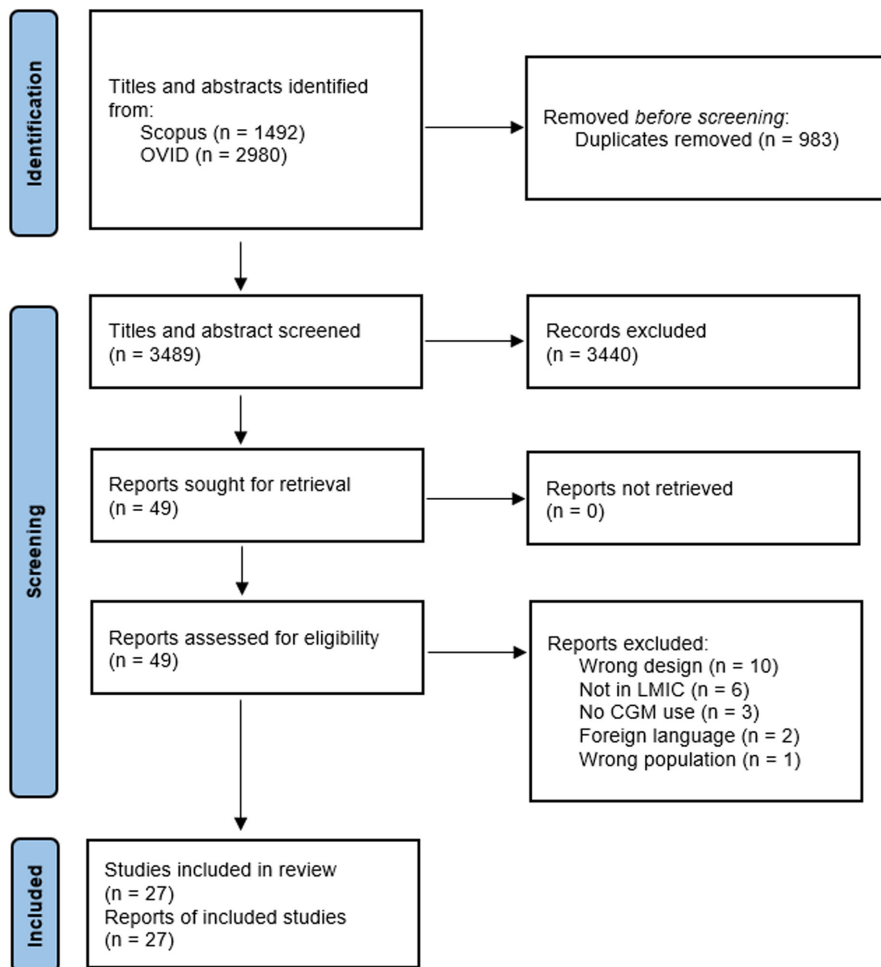 Identification
Titles and abstracts identified
from:
Scopus (n = 1492)
OVID (n = 2980)
Removed before screening:
Duplicates removed (n = 983)
Screening
Titles and abstract screened
(n = 3489)
Records excluded
(n = 3440)
Reports sought for retrieval
(n = 49)
Reports not retrieved
(n = 0)
Reports assessed for eligibility
(n = 49)
Reports excluded:
Wrong design (n = 10)
Not in LMIC (n = 6)
No CGM use (n = 3)
Foreign language (n = 2)
Wrong population (n = 1)
Included
Studies included in review
(n = 27)
Reports of included studies
(n = 27)